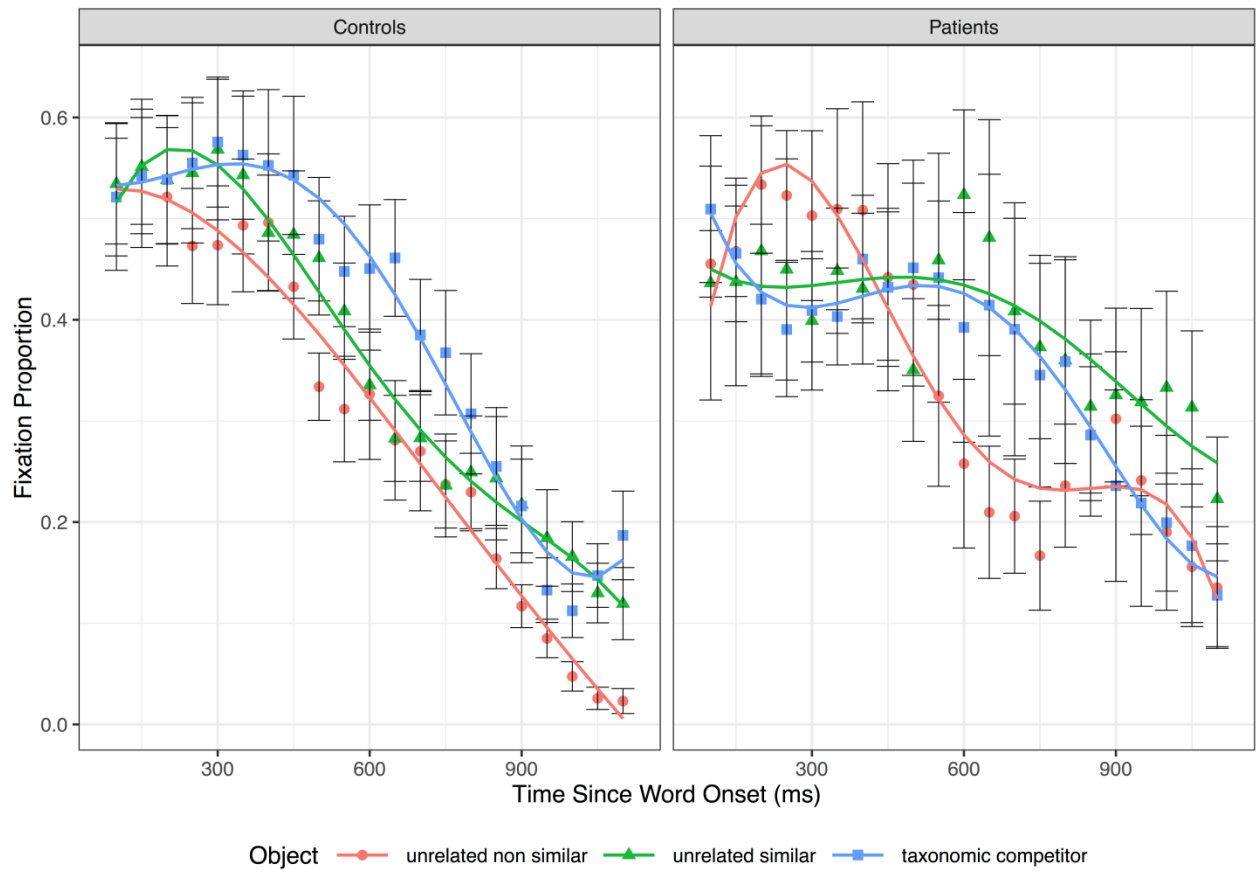 Controls
Patients
Fixation Proportion
0.6
0.4
0.2
0.0
300
600
900
300
600
900
Time Since Word Onset (ms)
Object unrelated non similar unrelated similar taxonomic competitor